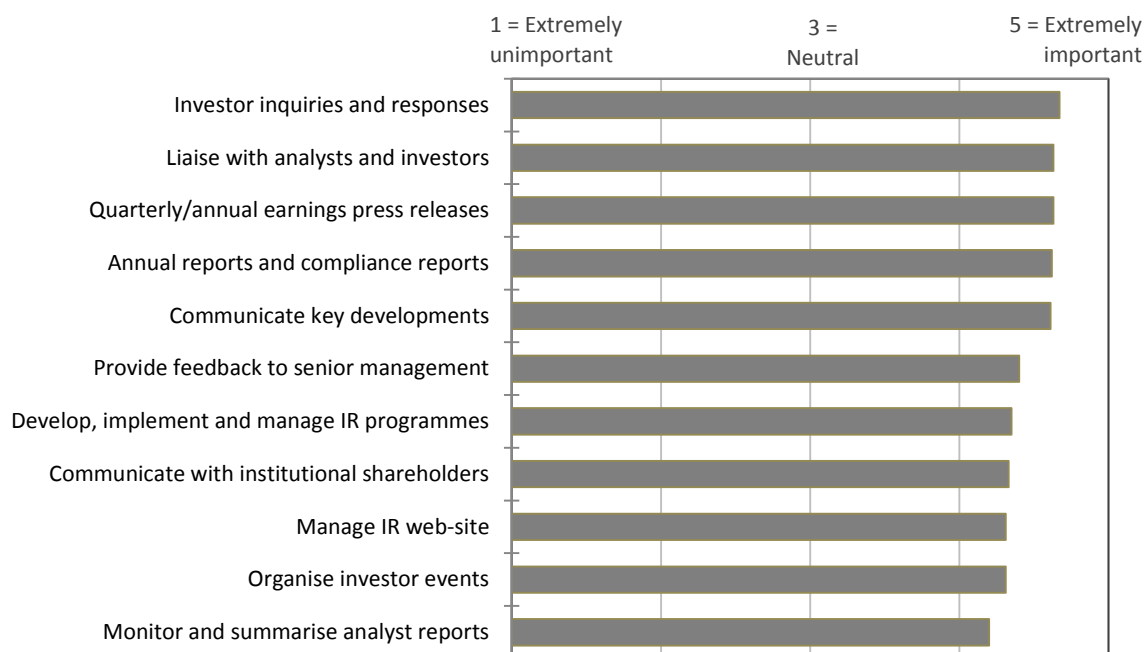 1 = Extremely
unimportant
3 =
Neutral
5 = Extremely
important
Investor inquiries and responses
Liaise with analysts and investors
Quarterly/annual earnings press releases
Annual reports and compliance reports
Communicate key developments
Provide feedback to senior management
Develop, implement and manage IR programmes
Communicate with institutional shareholders
Manage IR web-site
Organise investor events
Monitor and summarise analyst reports